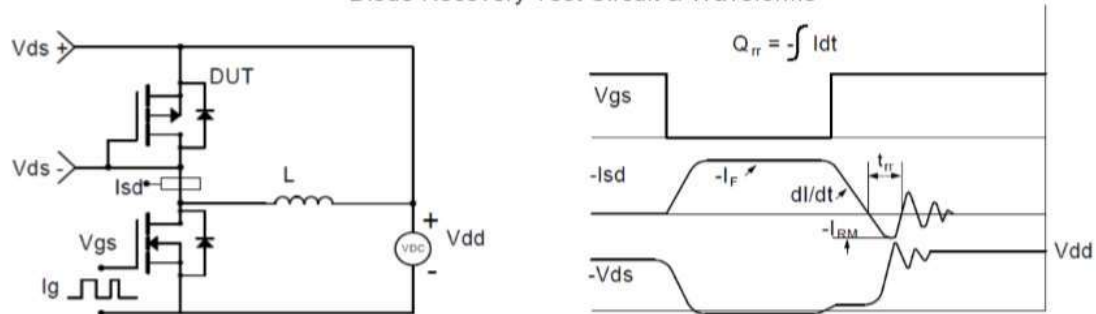 Diode Recovery Test Circuit & Waveforms
Vds +
DUT
Vds -
Isd
L
Vgs
Ig
+
VDC
-
Vdd
Qrr = -∫ Idt
Vgs
-Isd
-IF
dI/dt
trr
-IRM
Vdd
-Vds